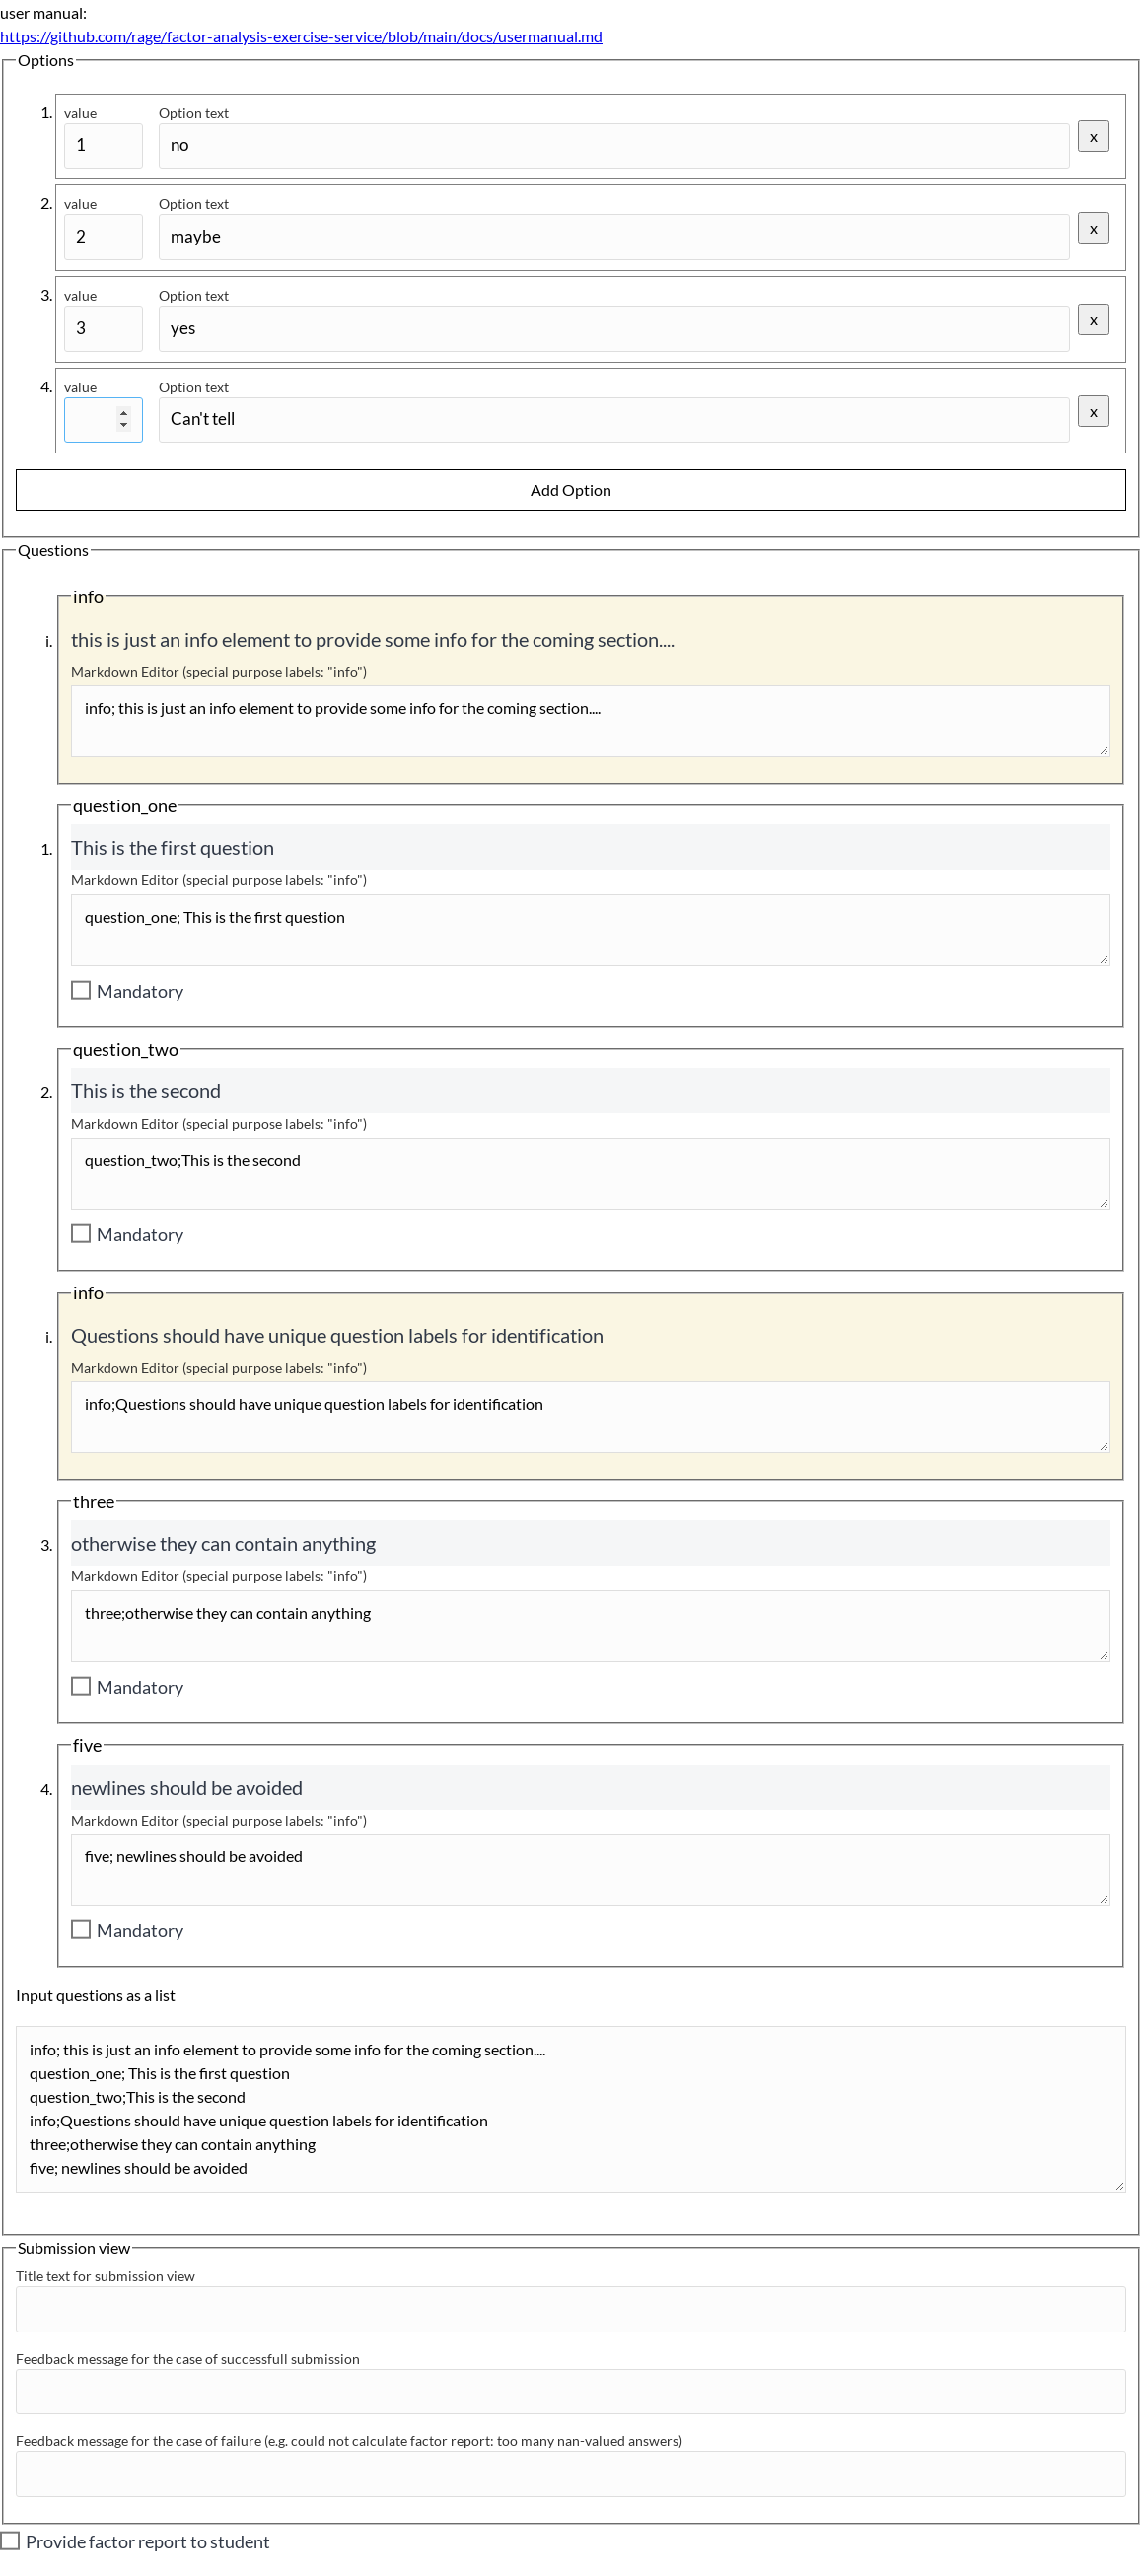 user manual:
https://github.com/rage/factor-analysis-exercise-service/blob/main/docs/usermanual.md
Options
1. value Option text
1 no x
2. value Option text
2 maybe x
3. value Option text
3 yes x
4. value Option text
Can't tell x
Add Option
Questions
info
i. this is just an info element to provide some info for the coming section....
Markdown Editor (special purpose labels: "info")
info; this is just an info element to provide some info for the coming section....
question_one
1. This is the first question
Markdown Editor (special purpose labels: "info")
question_one; This is the first question
Mandatory
question_two
2. This is the second
Markdown Editor (special purpose labels: "info")
question_two;This is the second
Mandatory
info
i. Questions should have unique question labels for identification
Markdown Editor (special purpose labels: "info")
info;Questions should have unique question labels for identification
three
3. otherwise they can contain anything
Markdown Editor (special purpose labels: "info")
three;otherwise they can contain anything
Mandatory
five
4. newlines should be avoided
Markdown Editor (special purpose labels: "info")
five; newlines should be avoided
Mandatory
Input questions as a list
info; this is just an info element to provide some info for the coming section....
question_one; This is the first question
question_two;This is the second
info;Questions should have unique question labels for identification
three;otherwise they can contain anything
five; newlines should be avoided
Submission view
Title text for submission view
Feedback message for the case of successfull submission
Feedback message for the case of failure (e.g. could not calculate factor report: too many nan-valued answers)
Provide factor report to student